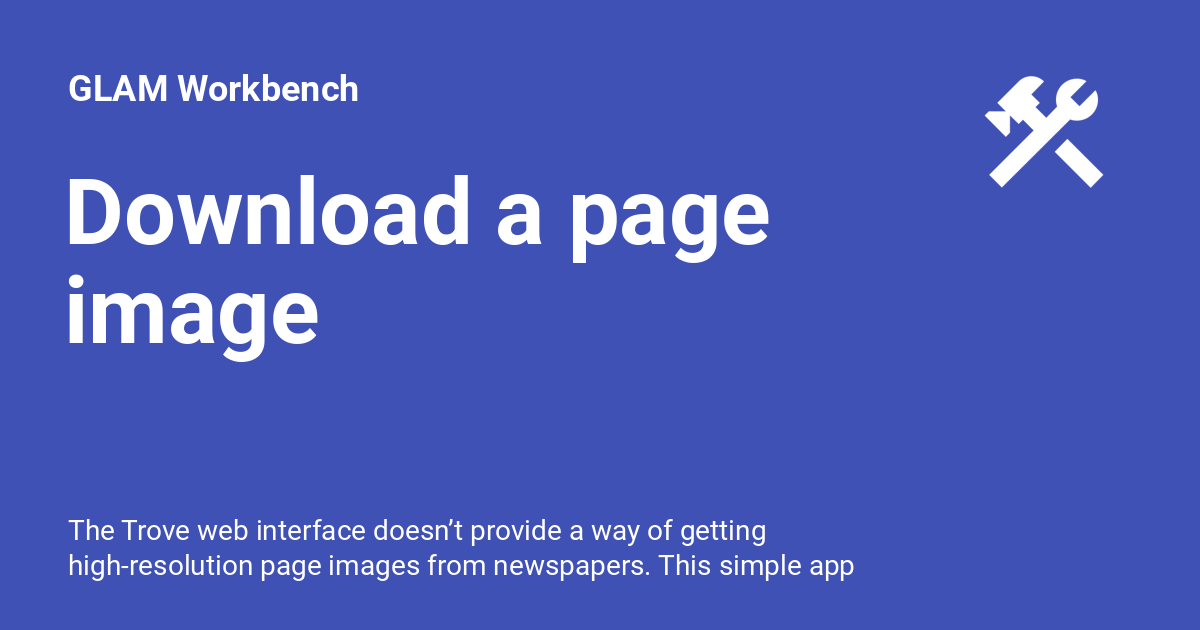 GLAM Workbench
Download a page
image
The Trove web interface doesn’t provide a way of getting
high-resolution page images from newspapers. This simple app